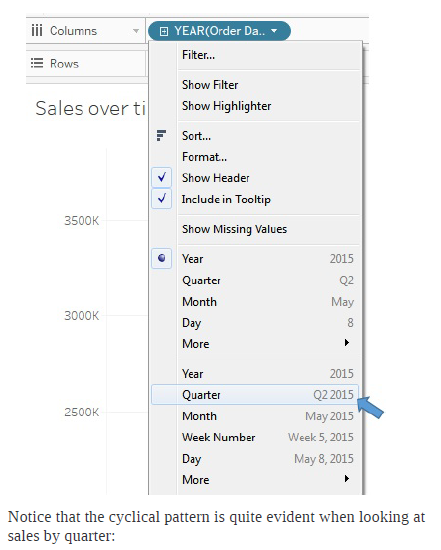 Columns
YEAR(Order Da..
Rows
Sales over ti
3500K
3000K
2500K
Filter...
Show Filter
Show Highlighter
Sort...
Format...
Show Header
Include in Tooltip
Show Missing Values
Year 2015
Quarter Q2
Month May
Day 8
More
Year 2015
Quarter Q2 2015
Month May 2015
Week Number Week 5, 2015
Day May 8, 2015
More
Notice that the cyclical pattern is quite evident when looking at
sales by quarter: